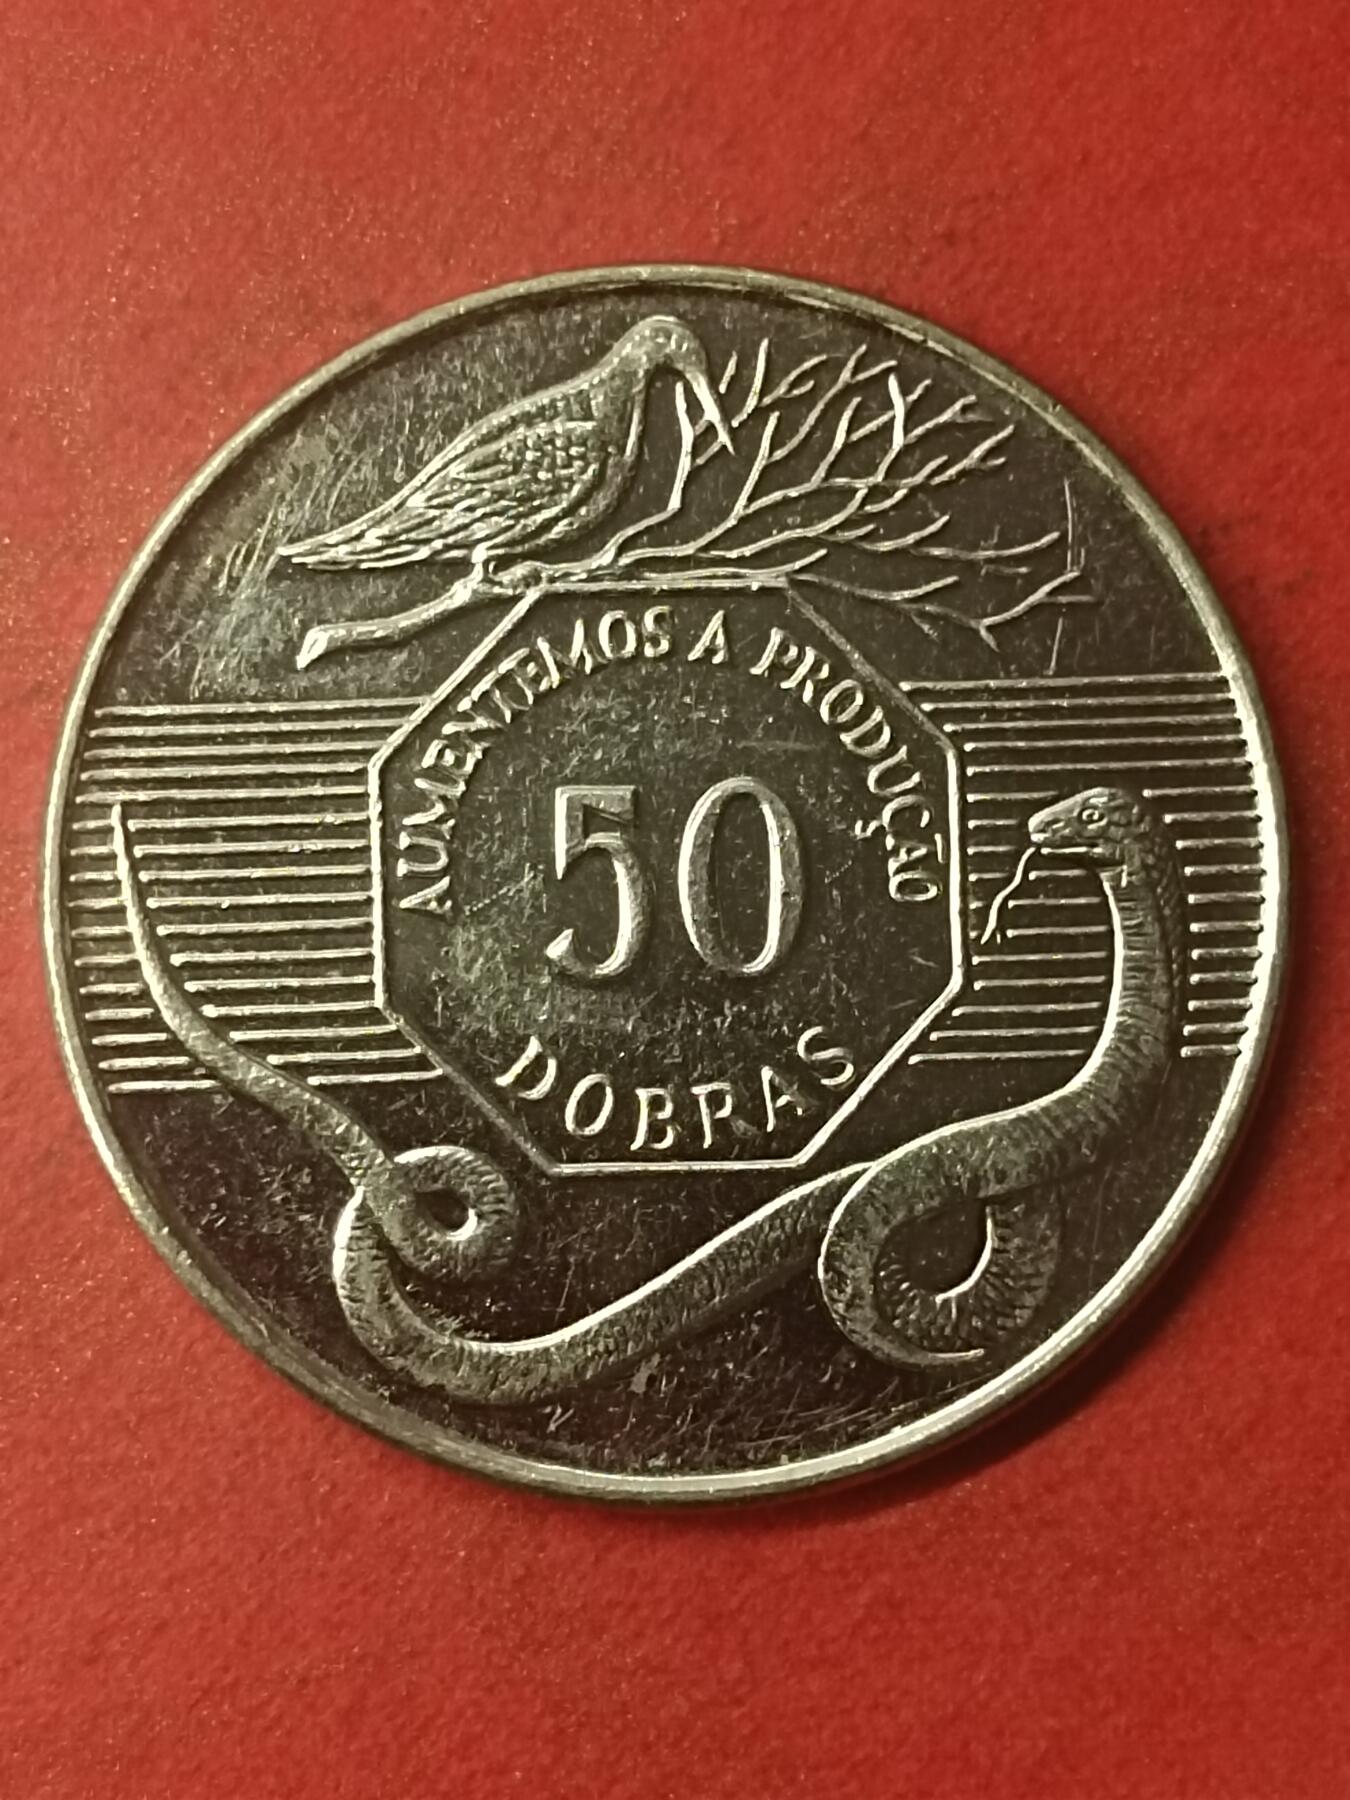 AUMENTEMOS A PRODUÇÃO
50
DOBRAS